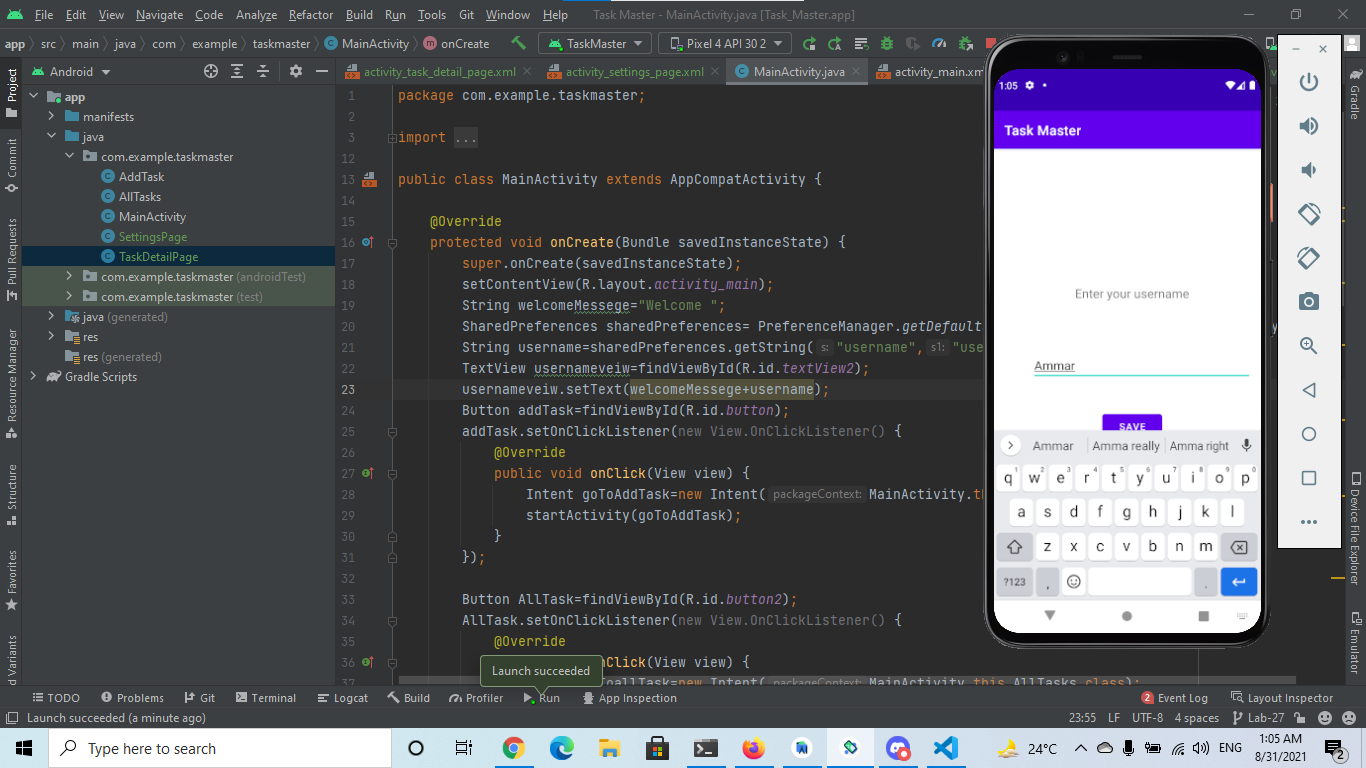 File Edit View Navigate Code Analyze Refactor Build Run Tools Git Window Help Task Master - MainActivity.java [Task_Master.app]
app src main java com example taskmaster MainActivity onCreate TaskMaster Pixel 4 API 30 2
Project
Commit
Pull Requests
Resource Manager
Structure
Favorites
Android
app
manifests
java
com.example.taskmaster
AddTask
AllTasks
MainActivity
SettingsPage
TaskDetailPage
com.example.taskmaster (androidTest)
com.example.taskmaster (test)
java (generated)
res
res (generated)
Gradle Scripts
activity_task_detail_page.xml activity_settings_page.xml MainActivity.java activity_main.xm
1 package com.example.taskmaster;
2
3 import ...
12
13 public class MainActivity extends AppCompatActivity {
14
15 @Override
16 protected void onCreate(Bundle savedInstanceState) {
17 super.onCreate(savedInstanceState);
18 setContentView(R.layout.activity_main);
19 String welcomeMessege="Welcome ";
20 SharedPreferences sharedPreferences= PreferenceManager.getDefault
21 String username=sharedPreferences.getString( s: "username", s1: "use
22 TextView usernameveiw=findViewById(R.id.textView2);
23 usernameveiw.setText(welcomeMessege+username);
24 Button addTask=findViewById(R.id.button);
25 addTask.setOnClickListener(new View.OnClickListener() {
26 @Override
27 public void onClick(View view) {
28 Intent goToAddTask=new Intent( packageContext: MainActivity.th
29 startActivity(goToAddTask);
30 }
31 });
32
33 Button AllTask=findViewById(R.id.button2);
34 AllTask.setOnClickListener(new View.OnClickListener() {
35 @Override
36 nClick(View view) {
37 oallTask=new Intent( packageContext: MainActivity.this,AllTasks.class);
Launch succeeded
1:05
Task Master
Enter your username
Ammar
SAVE
Ammar Amma really Amma right
q1 w2 e3 r4 t5 y6 u7 i8 o9 p0
a s d f g h j k l
z x c v b n m
?123 , .
Gradle
Device File Explorer
Emulator
TODO Problems Git Terminal Logcat Build Profiler Run App Inspection 2 Event Log Layout Inspector
Launch succeeded (a minute ago) 23:55 LF UTF-8 4 spaces Lab-27
Type here to search 24°C ENG 1:05 AM
8/31/2021 2